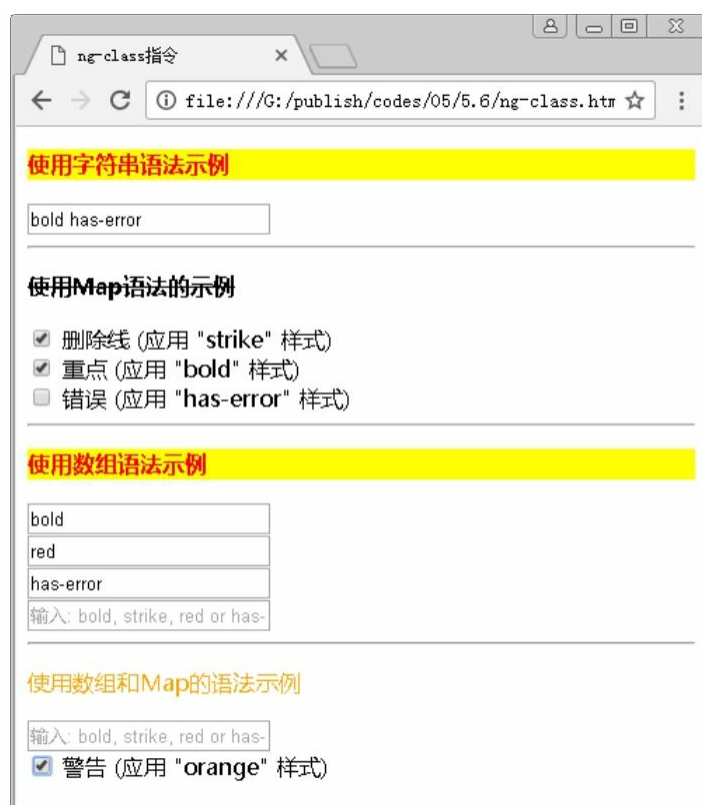 ng-class指令
file:///G:/publish/codes/05/5.6/ng-class.htm
使用字符串语法示例
bold has-error
使用Map语法的示例
删除线 (应用 "strike" 样式)
重点 (应用 "bold" 样式)
错误 (应用 "has-error" 样式)
使用数组语法示例
bold
red
has-error
输入: bold, strike, red or has-
使用数组和Map的语法示例
输入: bold, strike, red or has-
警告 (应用 "orange" 样式)